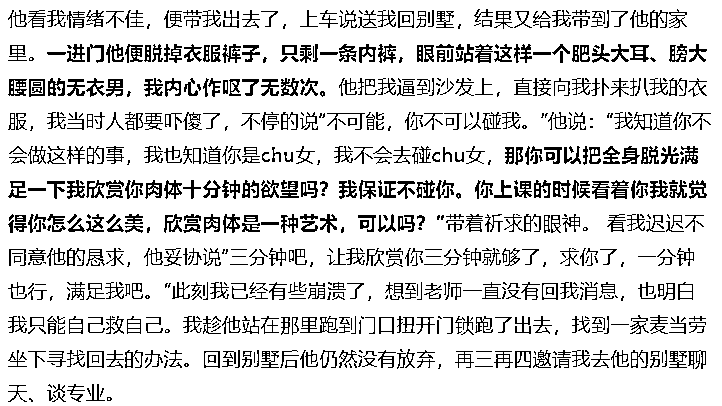 他看我情绪不佳，便带我出去了，上车说送我回别墅，结果又给我带到了他的家
里。一进门他便脱掉衣服裤子，只剩一条内裤，眼前站着这样一个肥头大耳、膀大
腰圆的无衣男，我内心作呕了无数次。他把我逼到沙发上，直接向我扑来扒我的衣
服，我当时人都要吓傻了，不停的说“不可能，你不可以碰我。”他说：“我知道你不
会做这样的事，我也知道你是chu女，我不会去碰chu女，那你可以把全身脱光满
足一下我欣赏你肉体十分钟的欲望吗？我保证不碰你。你上课的时候看着你我就觉
得你怎么这么美，欣赏肉体是一种艺术，可以吗？”带着祈求的眼神。 看我迟迟不
同意他的恳求，他妥协说“三分钟吧，让我欣赏你三分钟就够了，求你了，一分钟
也行，满足我吧。“此刻我已经有些崩溃了，想到老师一直没有回我消息，也明白
我只能自己救自己。我趁他站在那里跑到门口扭开门锁跑了出去，找到一家麦当劳
坐下寻找回去的办法。回到别墅后他仍然没有放弃，再三再四邀请我去他的别墅聊
天、谈专业。